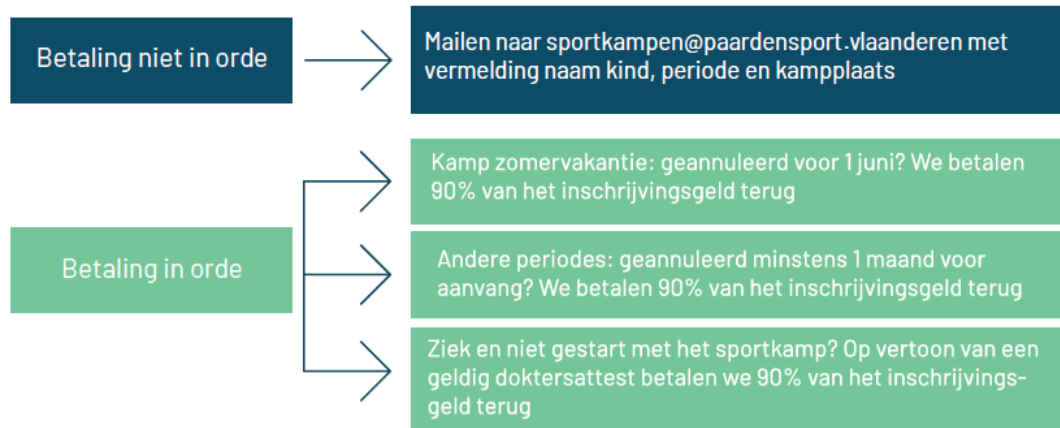 Betaling niet in orde
Mailen naar sportkampen@paardensport.vlaanderen met
vermelding naam kind, periode en kampplaats
Betaling in orde
Kamp zomervakantie: geannuleerd voor 1 juni? We betalen
90% van het inschrijvingsgeld terug
Andere periodes: geannuleerd minstens 1 maand voor
aanvang? We betalen 90% van het inschrijvingsgeld terug
Ziek en niet gestart met het sportkamp? Op vertoon van een
geldig doktersattest betalen we 90% van het inschrijvings-
geld terug